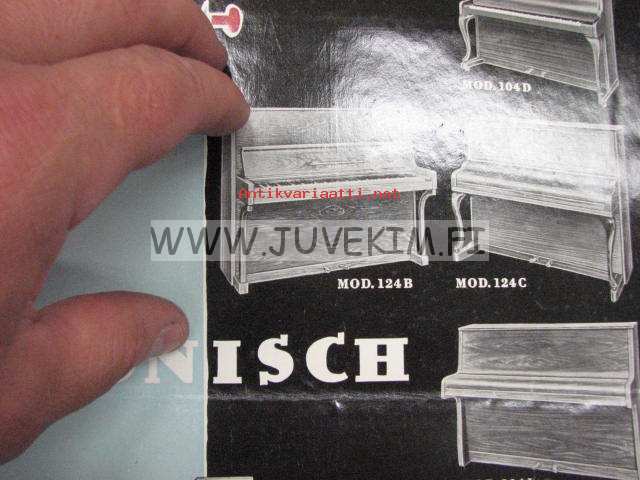 MOD. 104D
Antikvariaatti.net
WWW.JUVEKIM.FI
MOD. 124B
MOD. 124C
NISCH